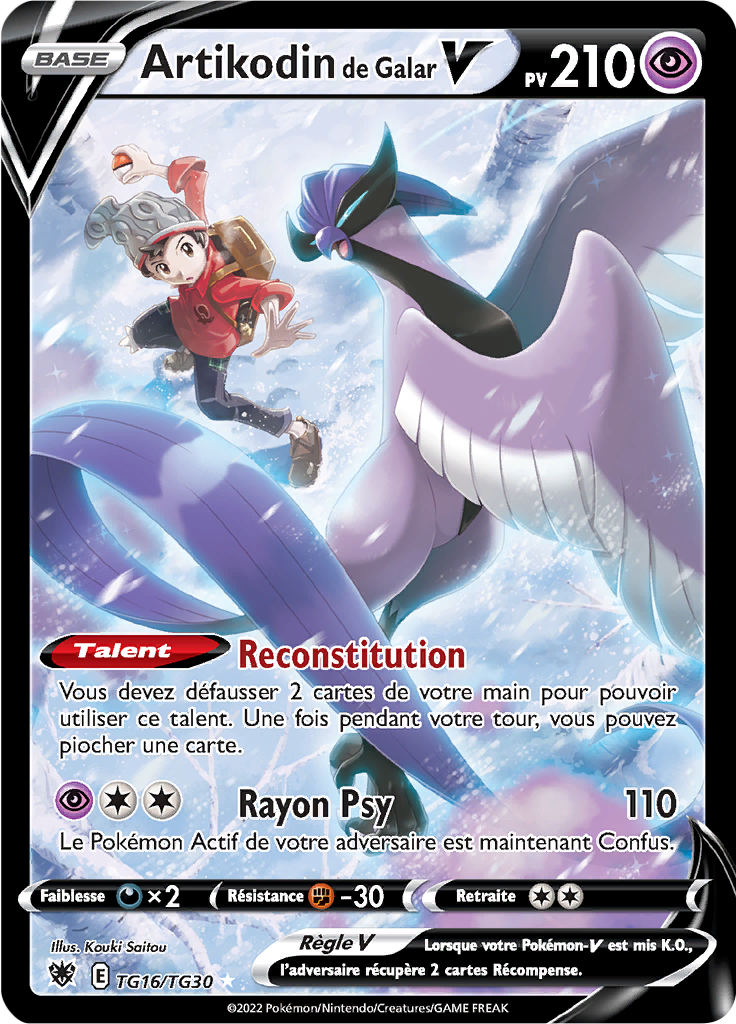 BASE Artikodin de Galar V PV 210
Talent Reconstitution
Vous devez défausser 2 cartes de votre main pour pouvoir
utiliser ce talent. Une fois pendant votre tour, vous pouvez
piocher une carte.
Rayon Psy 110
Le Pokémon Actif de votre adversaire est maintenant Confus.
Faiblesse ×2 Résistance -30 Retraite
Illus. Kouki Saitou
Règle V Lorsque votre Pokémon-V est mis K.O.,
l'adversaire récupère 2 cartes Récompense.
E TG16/TG30
©2022 Pokémon/Nintendo/Creatures/GAME FREAK